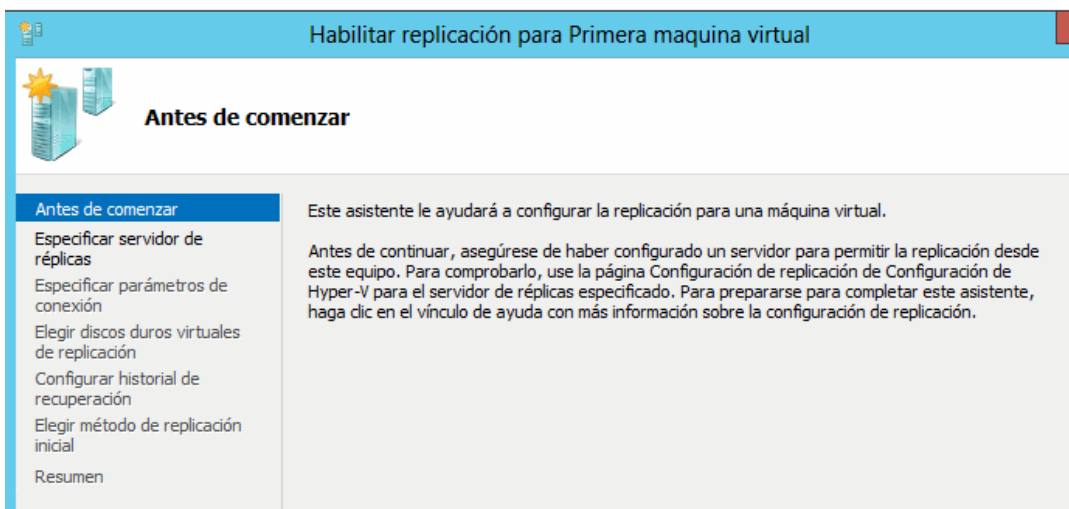 Habilitar replicación para Primera maquina virtual
Antes de comenzar
Antes de comenzar
Especificar servidor de
réplicas
Especificar parámetros de
conexión
Elegir discos duros virtuales
de replicación
Configurar historial de
recuperación
Elegir método de replicación
inicial
Resumen
Este asistente le ayudará a configurar la replicación para una máquina virtual.
Antes de continuar, asegúrese de haber configurado un servidor para permitir la replicación desde
este equipo. Para comprobarlo, use la página Configuración de replicación de Configuración de
Hyper-V para el servidor de réplicas especificado. Para prepararse para completar este asistente,
haga clic en el vínculo de ayuda con más información sobre la configuración de replicación.